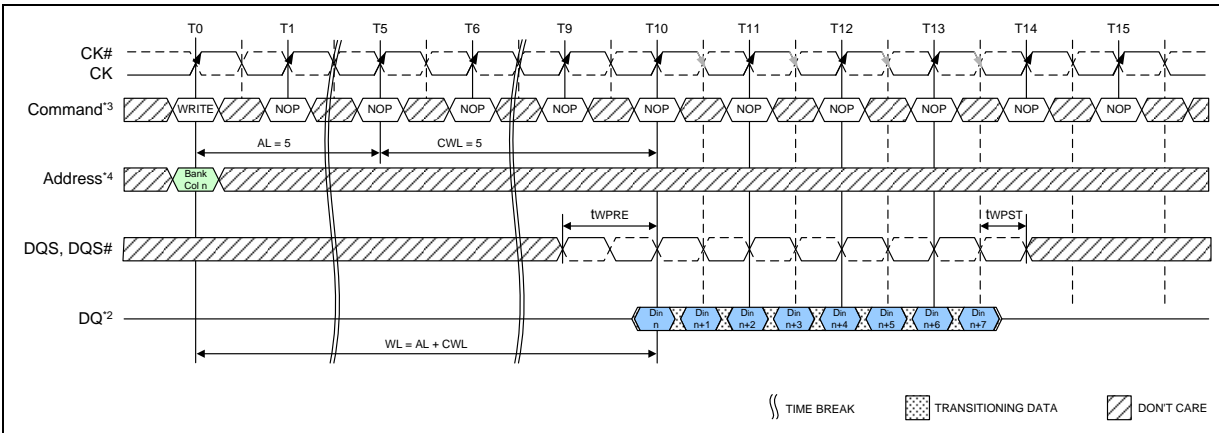 T0 T1 T5 T6 T9 T10 T11 T12 T13 T14 T15
CK#
CK
Command*3 WRITE NOP NOP NOP NOP NOP NOP NOP NOP NOP NOP
AL = 5 CWL = 5
Address*4 Bank
Col n
tWPRE tWPST
DQS, DQS#
DQ*2 Din Din Din Din Din Din Din Din
n n+1 n+2 n+3 n+4 n+5 n+6 n+7
WL = AL + CWL
TIME BREAK TRANSITIONING DATA DON'T CARE